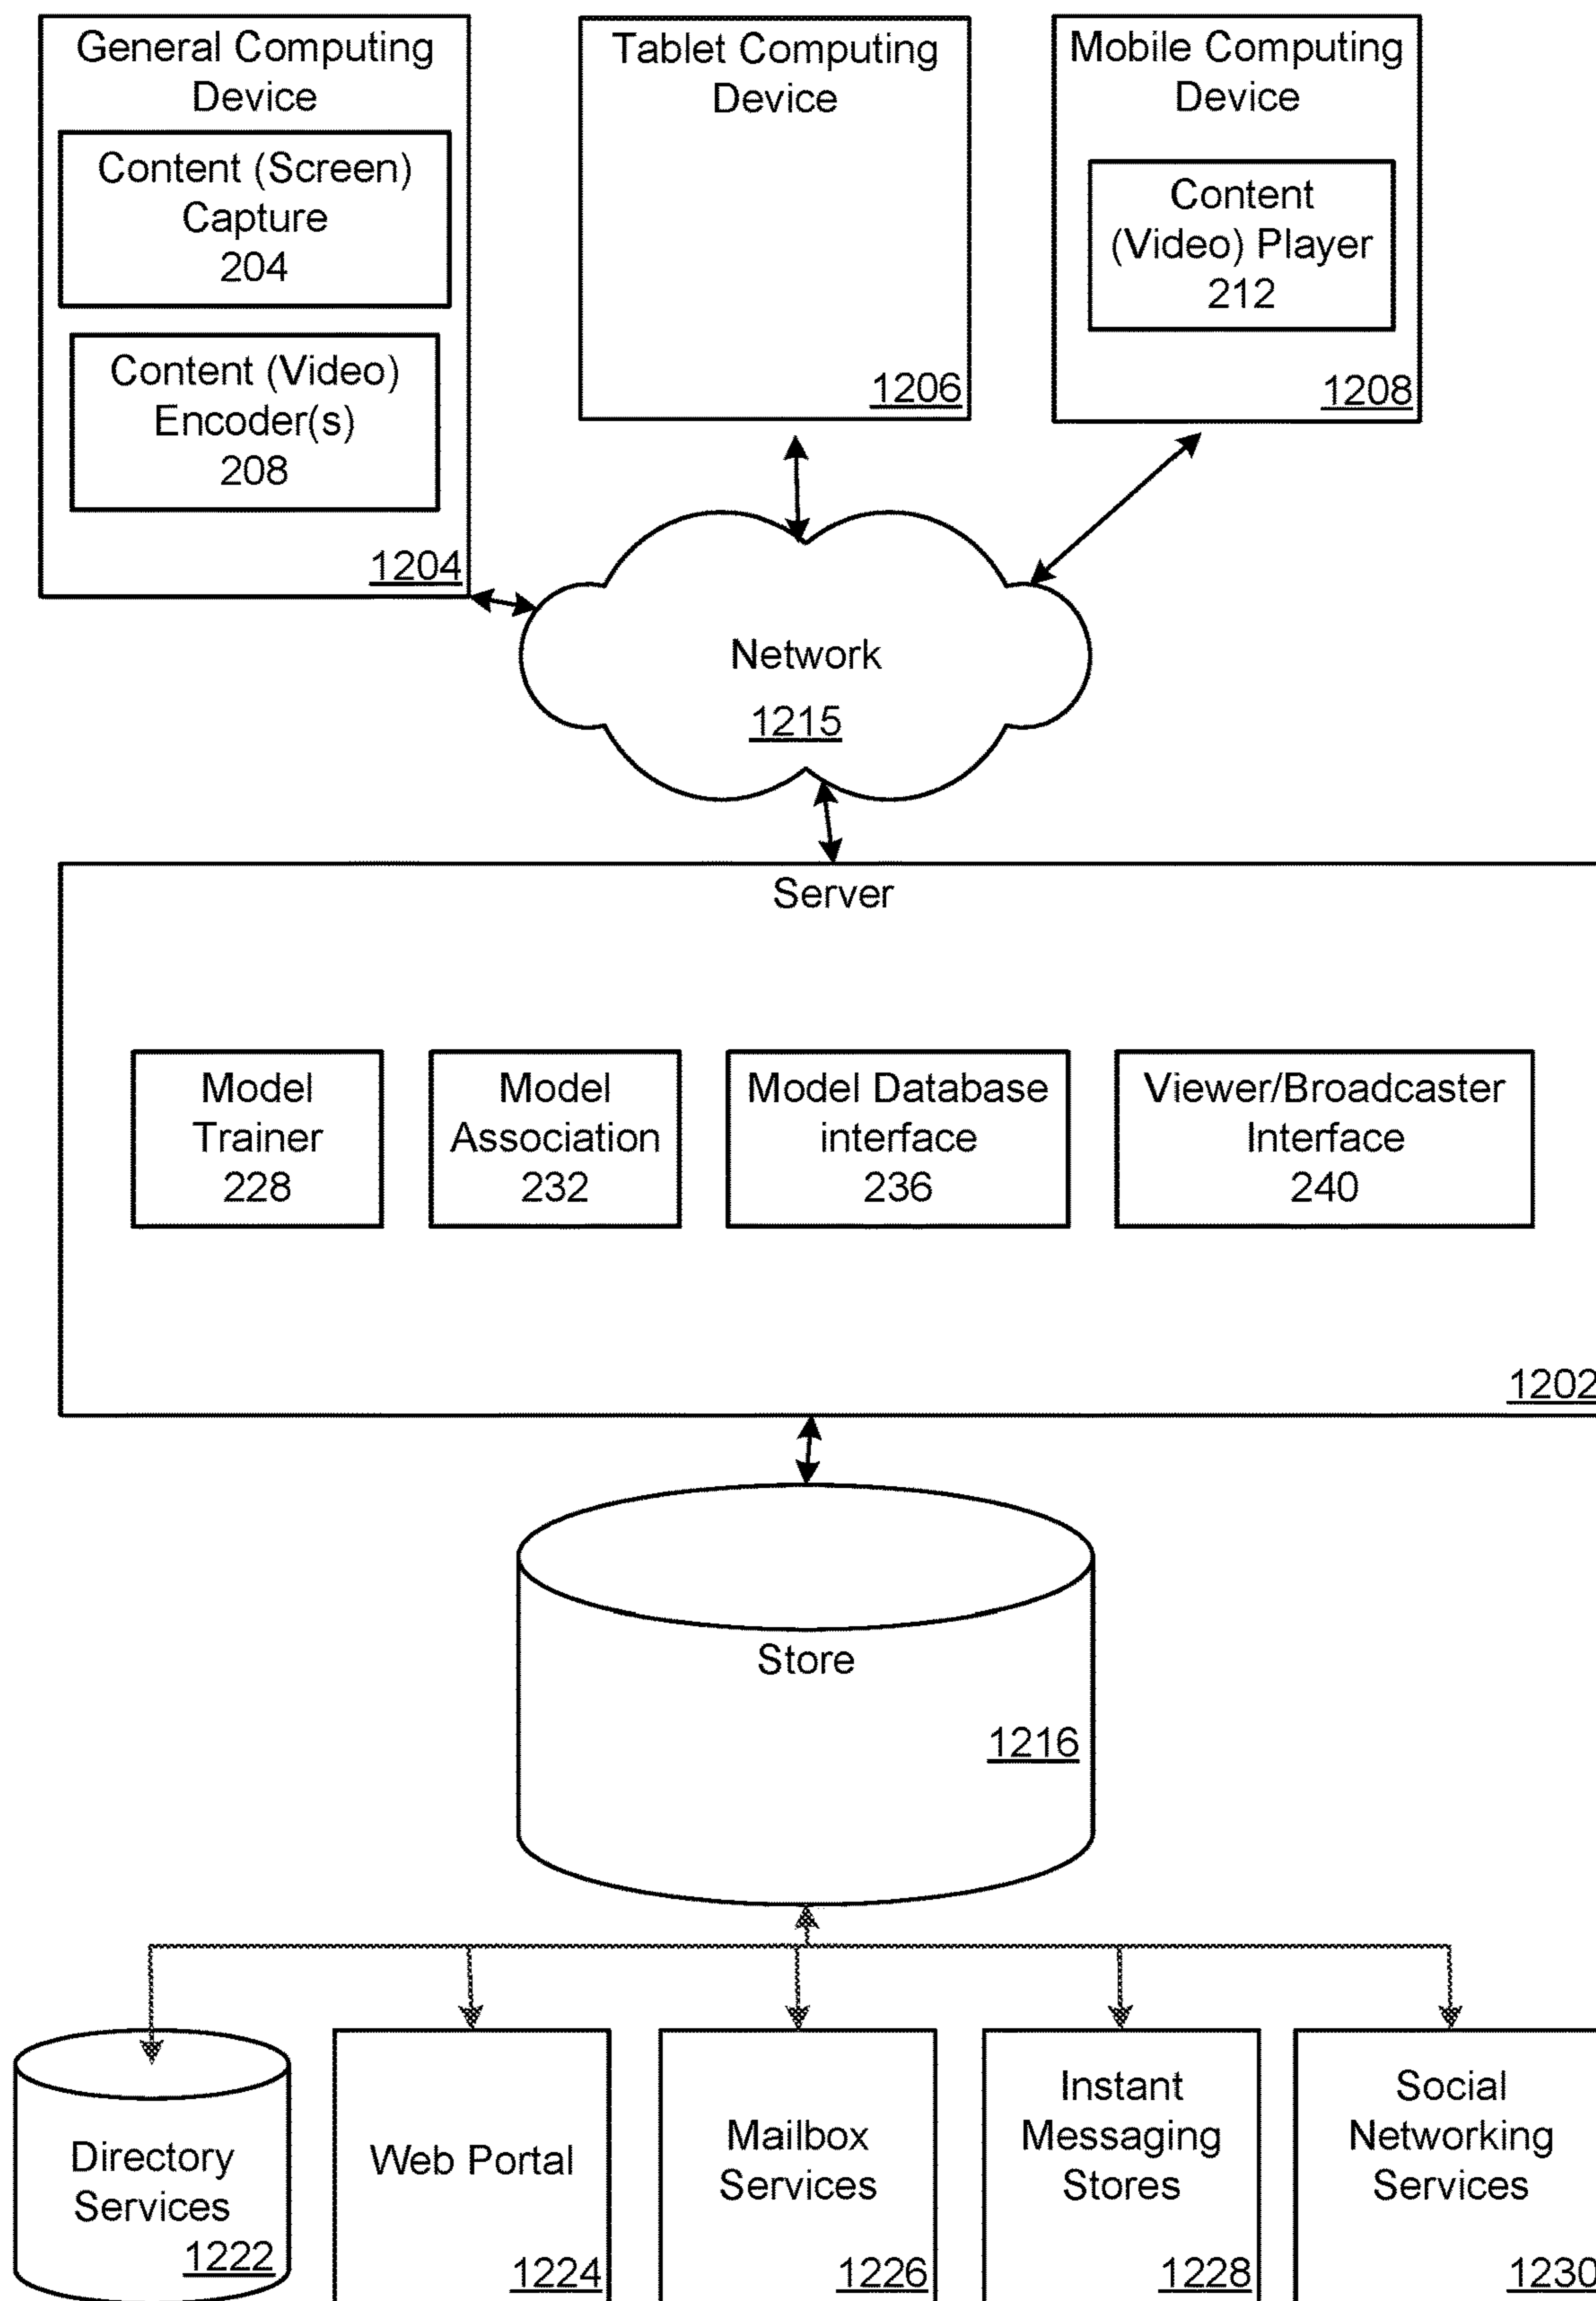 General Computing
Device
Content (Screen)
Capture
204
Content (Video)
Encoder(s)
208
1204
Tablet Computing
Device
1206
Mobile Computing
Device
Content
(Video) Player
212
1208
Network
1215
Server
Model
Trainer
228
Model
Association
232
Model Database
interface
236
Viewer/Broadcaster
Interface
240
1202
Store
1216
Directory
Services
1222
Web Portal
1224
Mailbox
Services
1226
Instant
Messaging
Stores
1228
Social
Networking
Services
1230